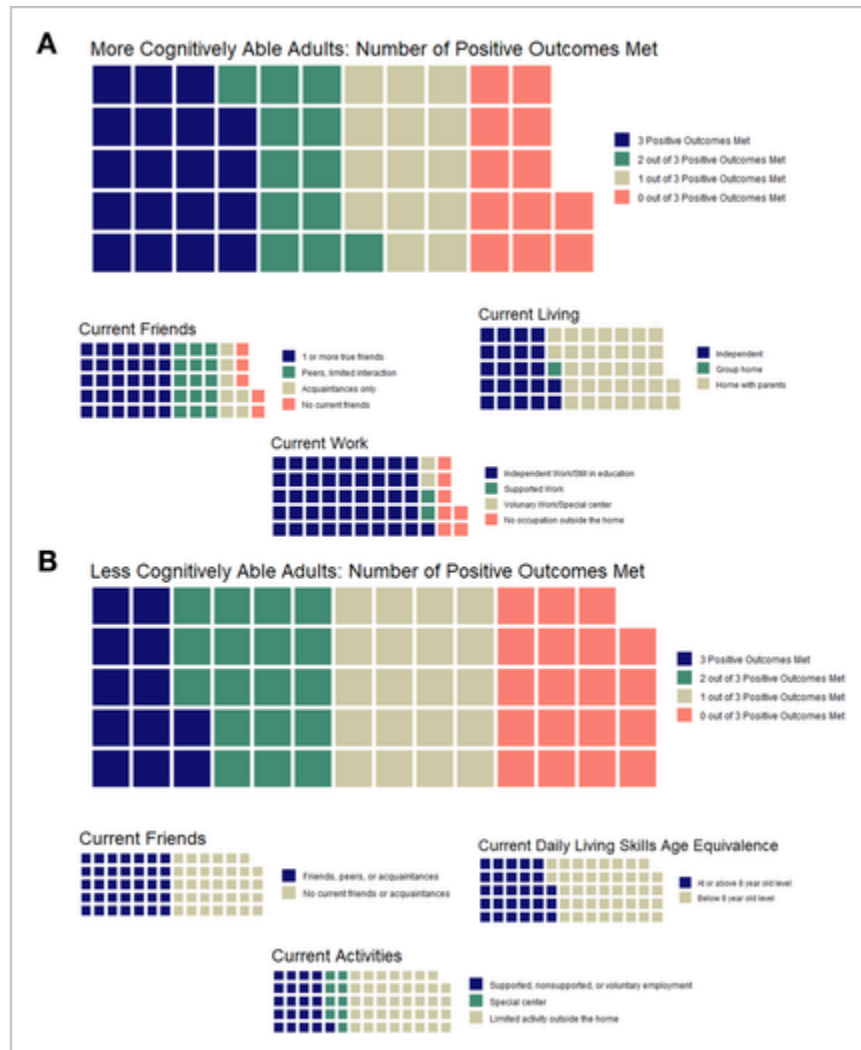 A
More Cognitively Able Adults: Number of Positive Outcomes Met
3 Positive Outcomes Met
2 out of 3 Positive Outcomes Met
1 out of 3 Positive Outcomes Met
0 out of 3 Positive Outcomes Met
Current Friends
1 or more true friends
Peers, limited interaction
Acquaintances only
No current friends
Current Living
Independent
Group home
Home with parents
Current Work
Independent Work/Still in education
Supported Work
Volunary Work/Special center
No occupation outside the home
B
Less Cognitively Able Adults: Number of Positive Outcomes Met
3 Positive Outcomes Met
2 out of 3 Positive Outcomes Met
1 out of 3 Positive Outcomes Met
0 out of 3 Positive Outcomes Met
Current Friends
Friends, peers, or acquaintances
No current friends or acquaintances
Current Daily Living Skills Age Equivalence
At or above 8 year old level
Below 8 year old level
Current Activities
Supported, nonsupported, or voluntary employment
Special center
Limited activity outside the home